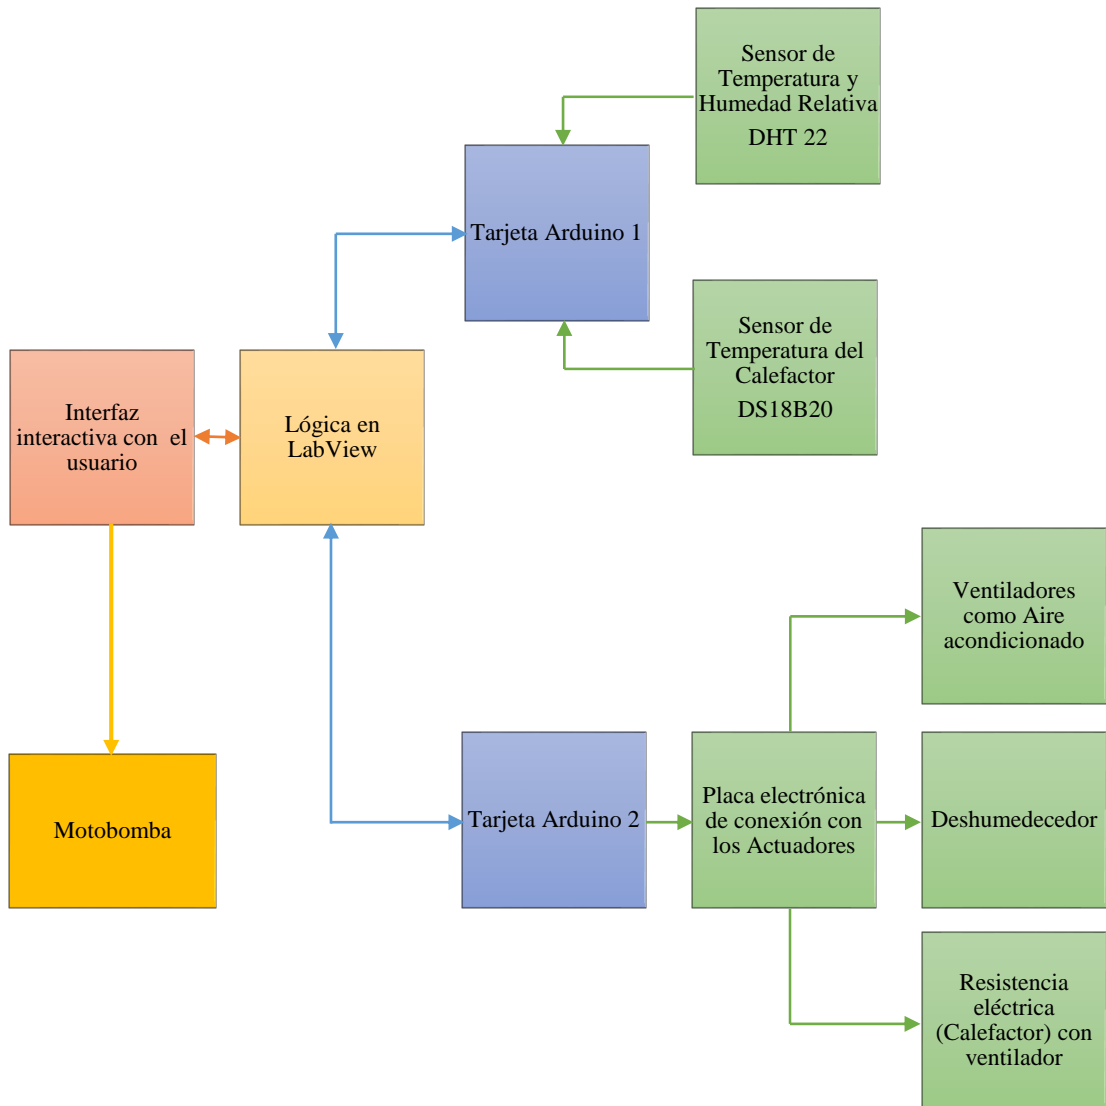 Sensor de
Temperatura y
Humedad Relativa
DHT 22
Tarjeta Arduino 1
Sensor de
Temperatura del
Calefactor
DS18B20
Interfaz
interactiva con el
usuario
Lógica en
LabView
Ventiladores
como Aire
acondicionado
Motobomba
Tarjeta Arduino 2
Placa electrónica
de conexión con
los Actuadores
Deshumedecedor
Resistencia
eléctrica
(Calefactor) con
ventilador